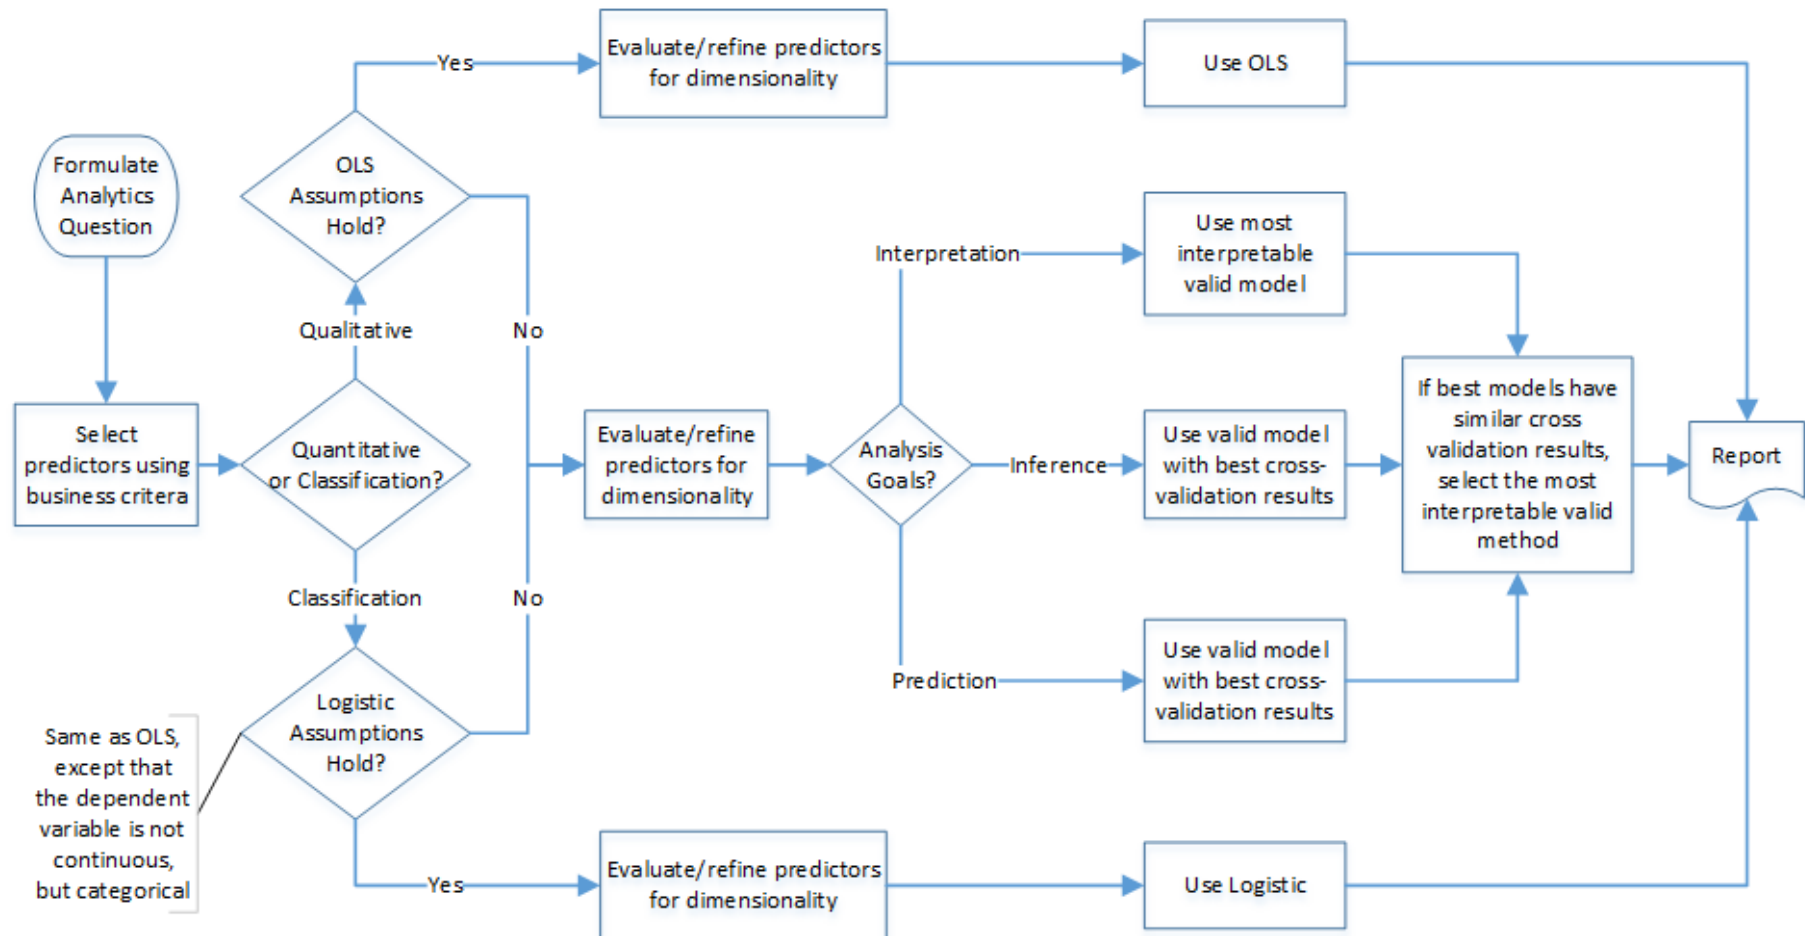 Formulate
Analytics
Question
Select
predictors using
business critera
Quantitative
or Classification?
Qualitative
OLS
Assumptions
Hold?
Yes
Evaluate/refine predictors
for dimensionality
Use OLS
No
Classification
Logistic
Assumptions
Hold?
Same as OLS,
except that
the dependent
variable is not
continuous,
but categorical
No
Yes
Evaluate/refine predictors
for dimensionality
Use Logistic
Evaluate/refine
predictors for
dimensionality
Analysis
Goals?
Interpretation
Use most
interpretable
valid model
Inference
Use valid model
with best cross-
validation results
Prediction
Use valid model
with best cross-
validation results
If best models have
similar cross
validation results,
select the most
interpretable valid
method
Report